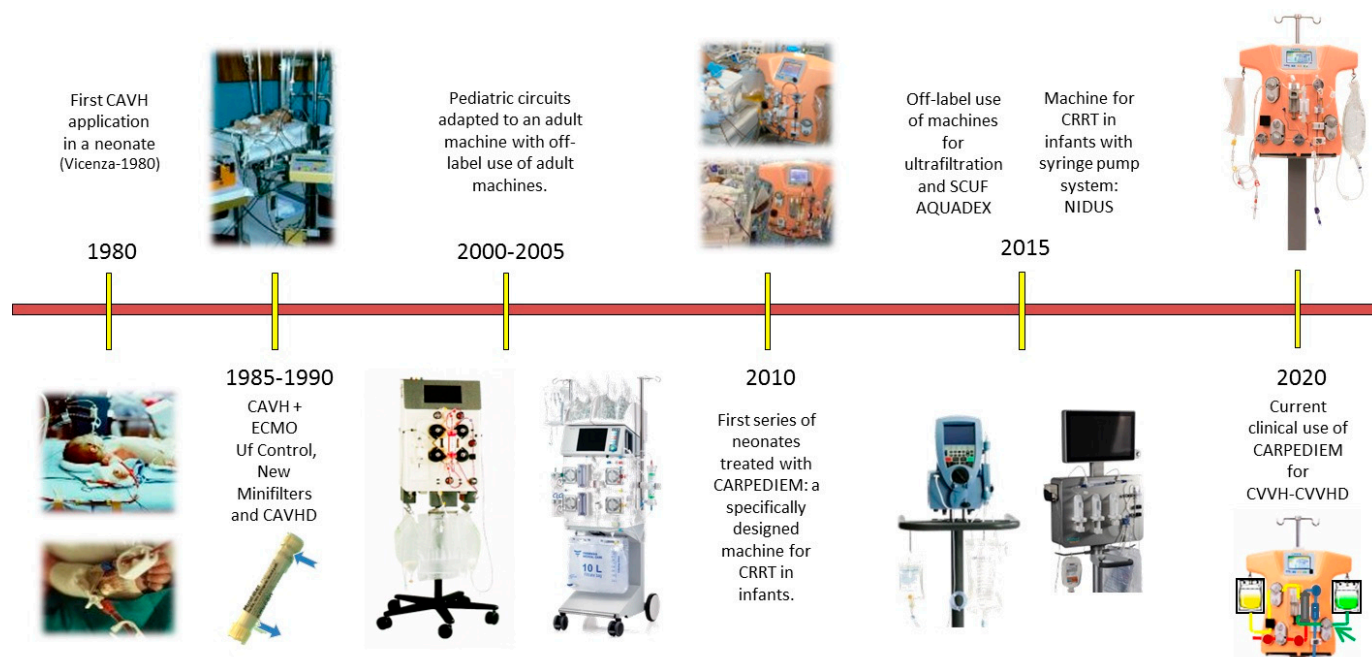 First CAVH
application
in a neonate
(Vicenza-1980)
1980
1985-1990
CAVH +
ECMO
Uf Control,
New
Minifilters
and CAVHD
Pediatric circuits
adapted to an adult
machine with off-
label use of adult
machines.
2000-2005
10 L
2010
First series of
neonates
treated with
CARPEDIEM: a
specifically
designed
machine for
CRRT in
infants.
Off-label use
of machines
for
ultrafiltration
and SCUF
AQUADEX
Machine for
CRRT in
infants with
syringe pump
system:
NIDUS
2015
2020
Current
clinical use of
CARPEDIEM
for
CVVH-CVVHD